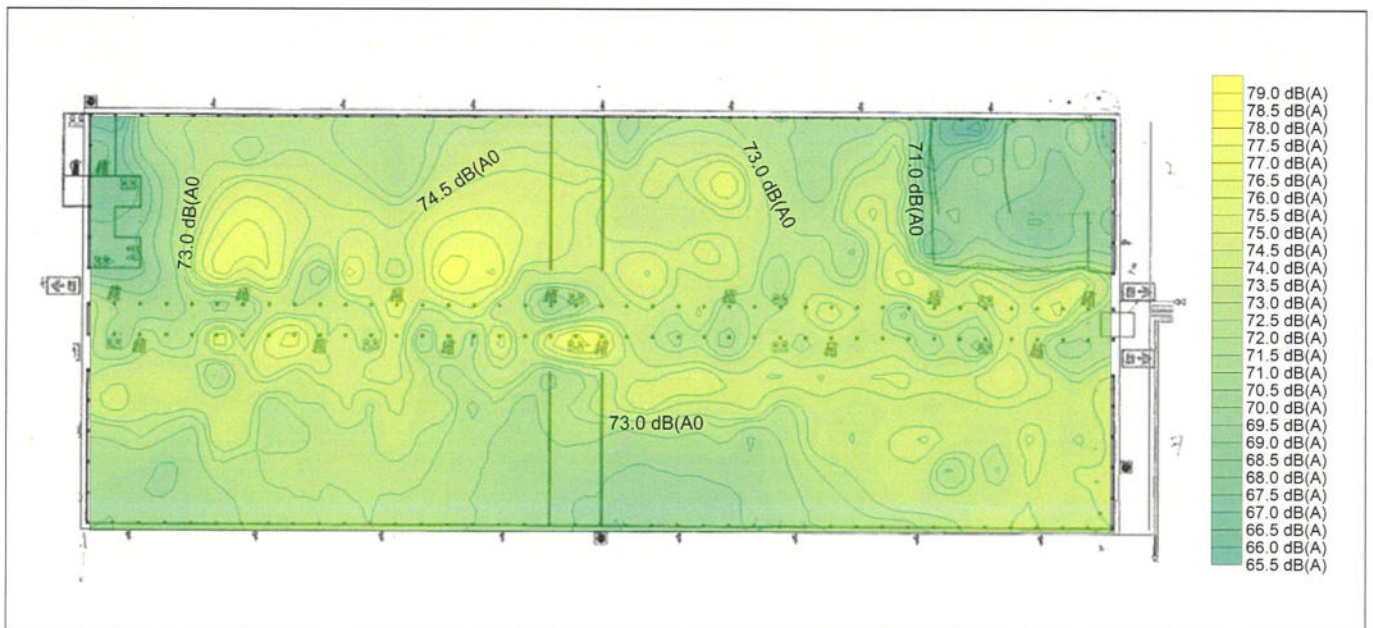 73.0 dB(A0
74.5 dB(A0
73.0 dB(A0
71.0 dB(A0
73.0 dB(A0
79.0 dB(A)
78.5 dB(A)
78.0 dB(A)
77.5 dB(A)
77.0 dB(A)
76.5 dB(A)
76.0 dB(A)
75.5 dB(A)
75.0 dB(A)
74.5 dB(A)
74.0 dB(A)
73.5 dB(A)
73.0 dB(A)
72.5 dB(A)
72.0 dB(A)
71.5 dB(A)
71.0 dB(A)
70.5 dB(A)
70.0 dB(A)
69.5 dB(A)
69.0 dB(A)
68.5 dB(A)
68.0 dB(A)
67.5 dB(A)
67.0 dB(A)
66.5 dB(A)
66.0 dB(A)
65.5 dB(A)